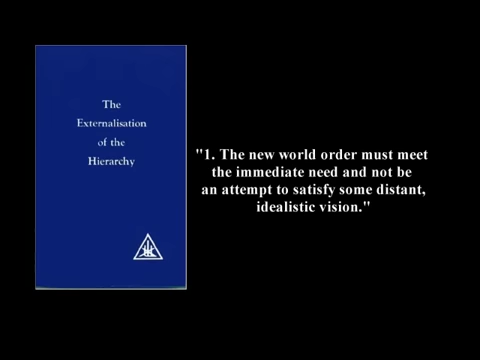 The
Externalisation
of the
Hierarchy
"1. The new world order must meet
the immediate need and not be
an attempt to satisfy some distant,
idealistic vision."